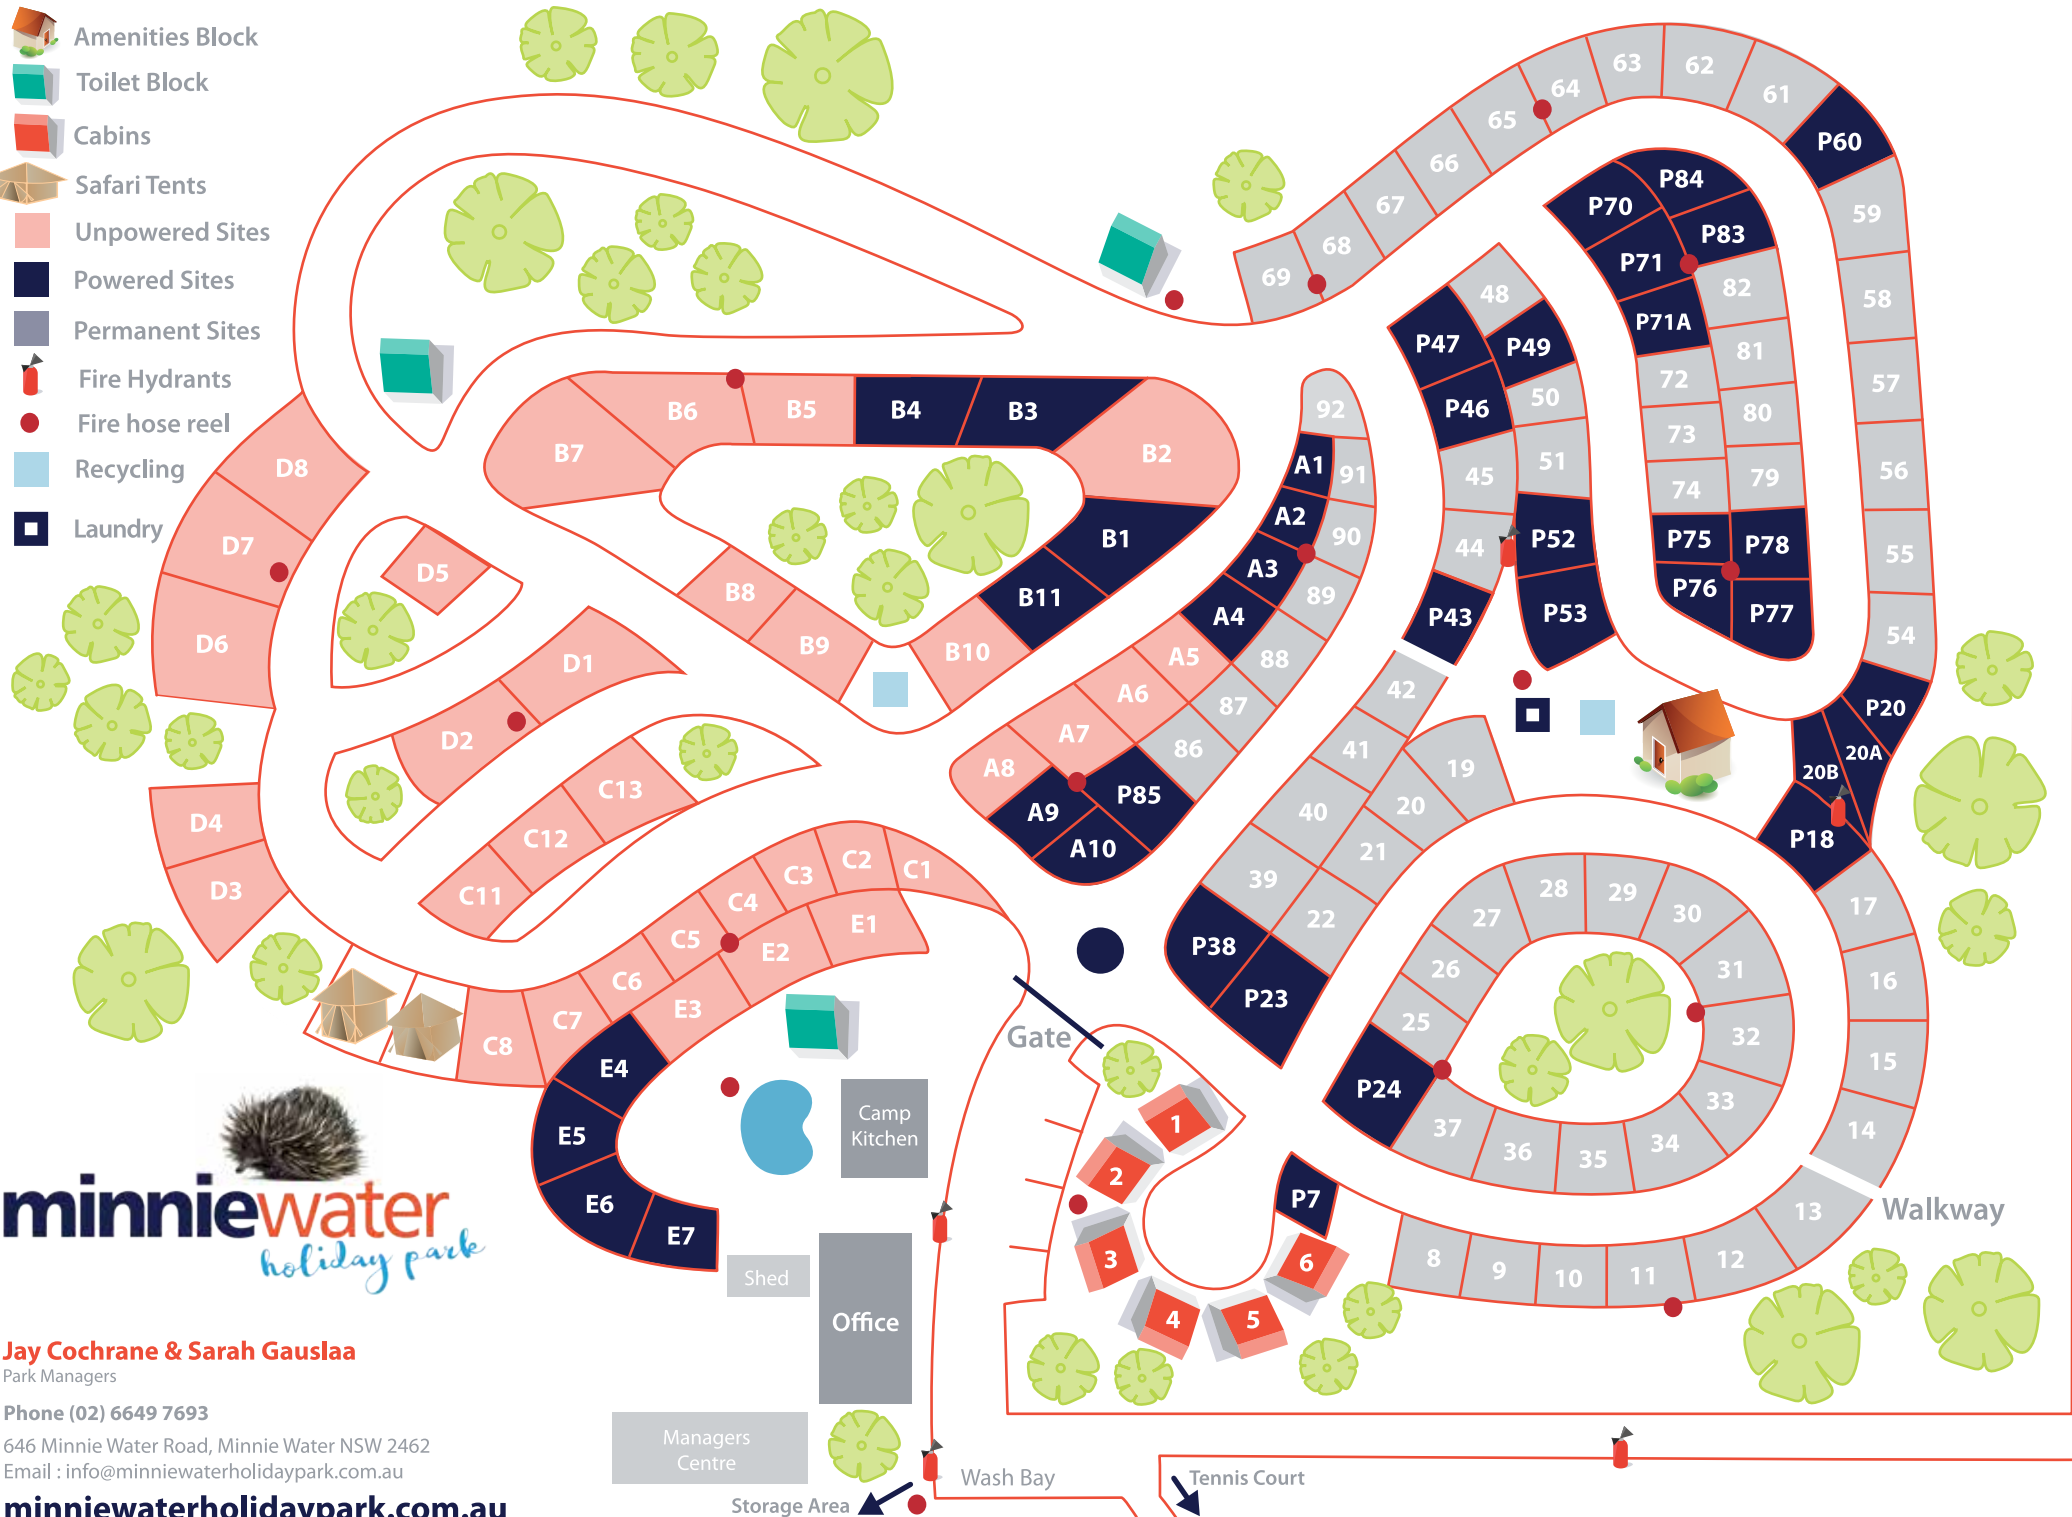 Amenities Block
Toilet Block
Cabins
Safari Tents
Unpowered Sites
Powered Sites
Permanent Sites
Fire Hydrants
Fire hose reel
Recycling
Laundry
69
68
67
66
65
64
63
62
61
P60
59
58
57
56
55
54
P20
20A
20B
P18
17
16
15
14
13
12
11
10
9
8
P7
P84
P70
P83
P71
82
P71A
81
72
80
73
79
74
P75
P78
P76
P77
48
P47
P49
50
P46
51
45
44
P52
P43
P53
42
41
19
40
20
21
39
22
P38
P23
92
A1
91
A2
90
A3
89
A4
88
A5
87
A6
86
A7
A8
P85
A9
A10
B7
B6
B5
B4
B3
B2
B1
B11
B8
B9
B10
D8
D7
D6
D5
D1
D2
D4
D3
C13
C12
C11
C1
C2
C3
C4
C5
C6
C7
C8
E1
E2
E3
E4
E5
E6
E7
28
29
27
30
26
31
25
32
P24
33
37
34
36
35
Gate
Walkway
1
2
3
4
5
6
Camp
Kitchen
Shed
Office
Managers
Centre
Wash Bay
Storage Area
Tennis Court
minniewater
holiday park
Jay Cochrane & Sarah Gauslaa
Park Managers
Phone (02) 6649 7693
646 Minnie Water Road, Minnie Water NSW 2462
Email : info@minniewaterholidaypark.com.au
minniewaterholidaypark.com.au